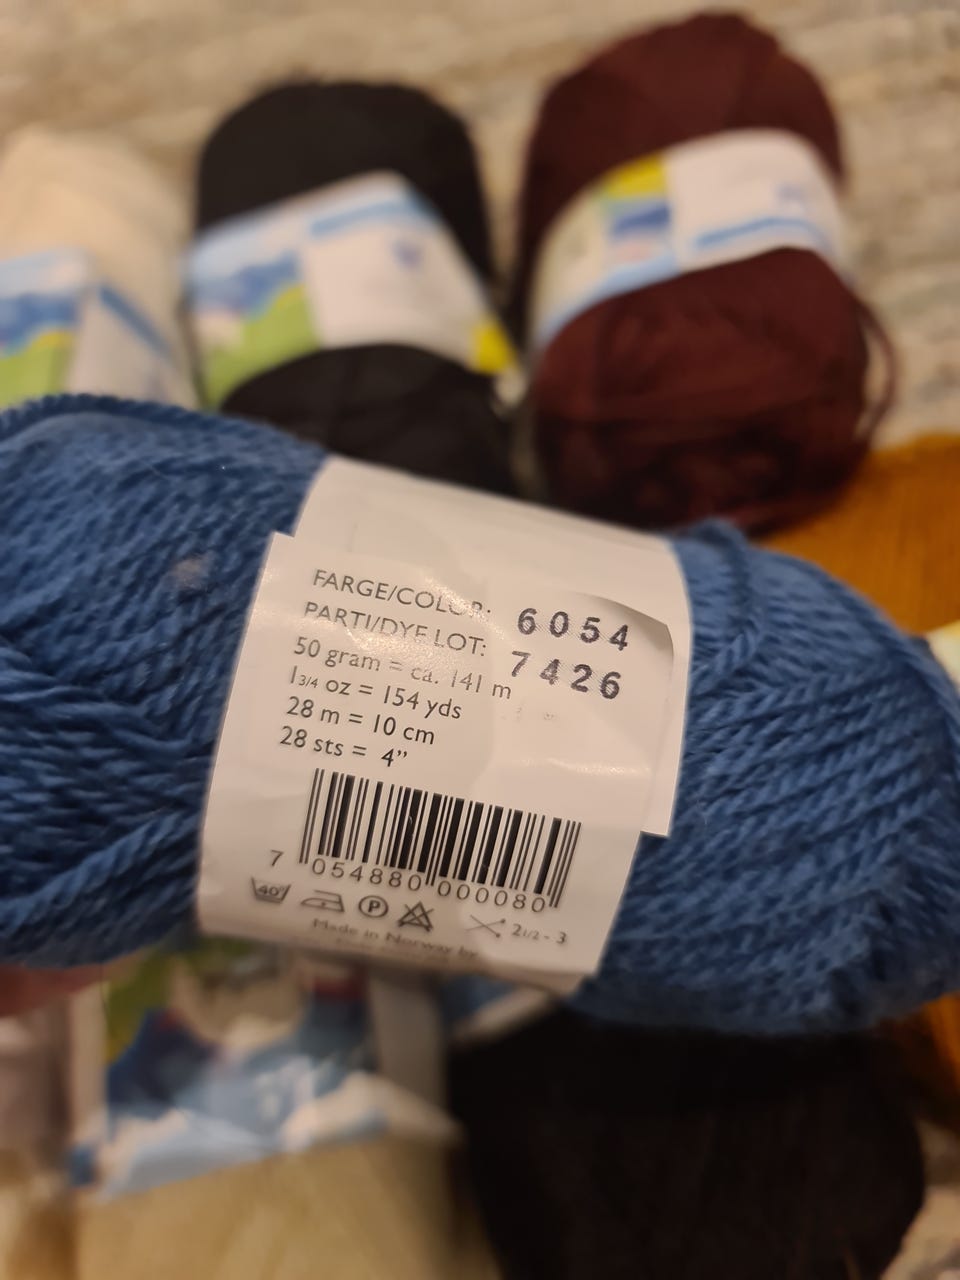 FARGE/COLOR: 6054
PARTI/DYE LOT: 7426
50 gram = ca. 141 m
1 3/4 oz = 154 yds
28 m = 10 cm
28 sts = 4”
7 054880 000080
40° P 2 1/2 - 3
Made in Norway by